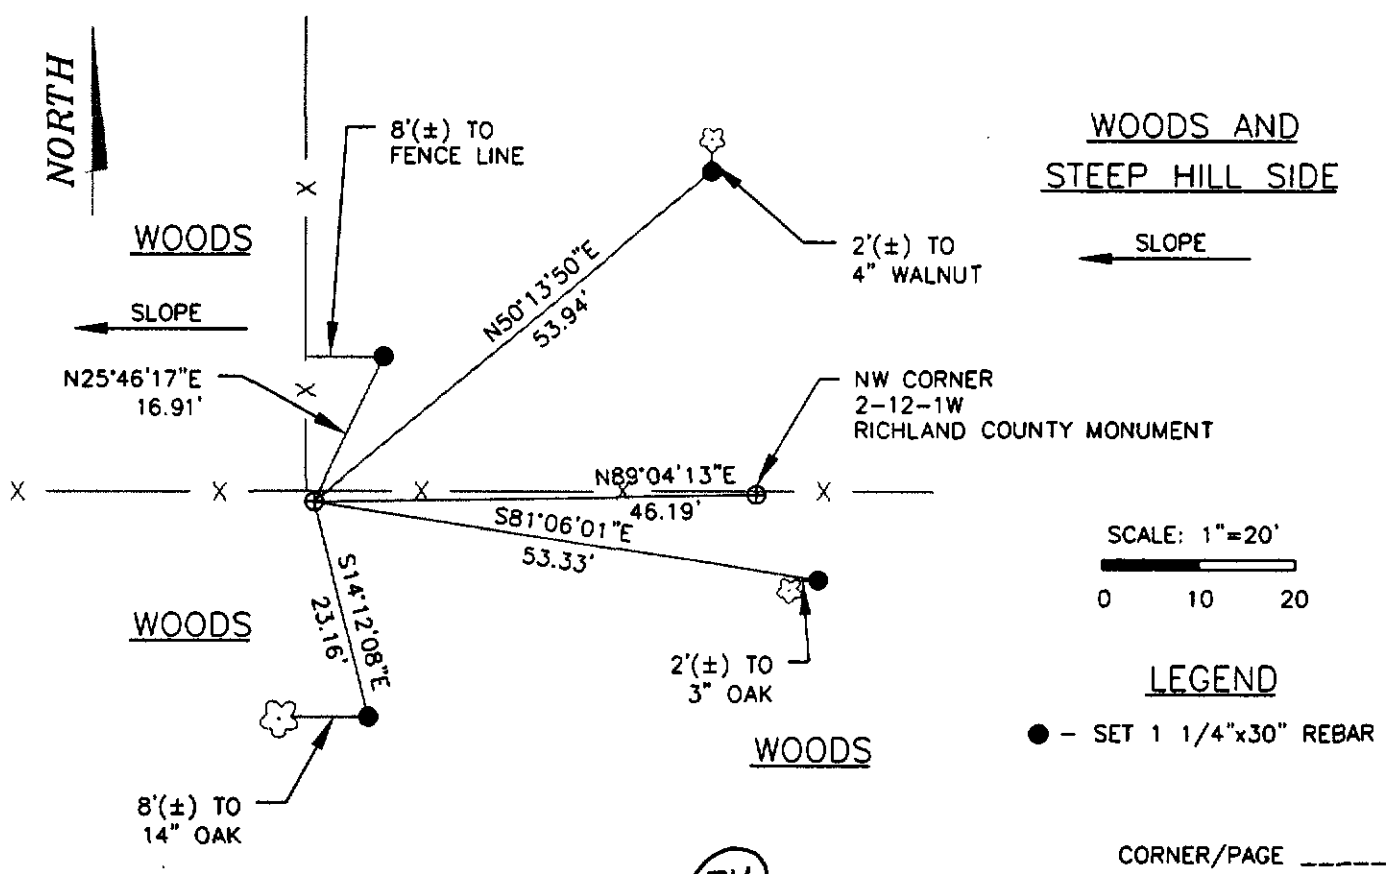 NORTH
8'(±) TO
FENCE LINE
WOODS AND
STEEP HILL SIDE
WOODS
2'(±) TO
4" WALNUT
SLOPE
N50°13'50"E
53.94'
SLOPE
N25°46'17"E
16.91'
NW CORNER
2-12-1W
RICHLAND COUNTY MONUMENT
X
X
X
X
X
X
X
N89°04'13"E
46.19'
S81°06'01"E
53.33'
SCALE: 1"=20'
0 10 20
S14°12'08"E
23.16'
WOODS
2'(±) TO
3" OAK
LEGEND
- SET 1 1/4"x30" REBAR
WOODS
8'(±) TO
14" OAK
CORNER/PAGE _____